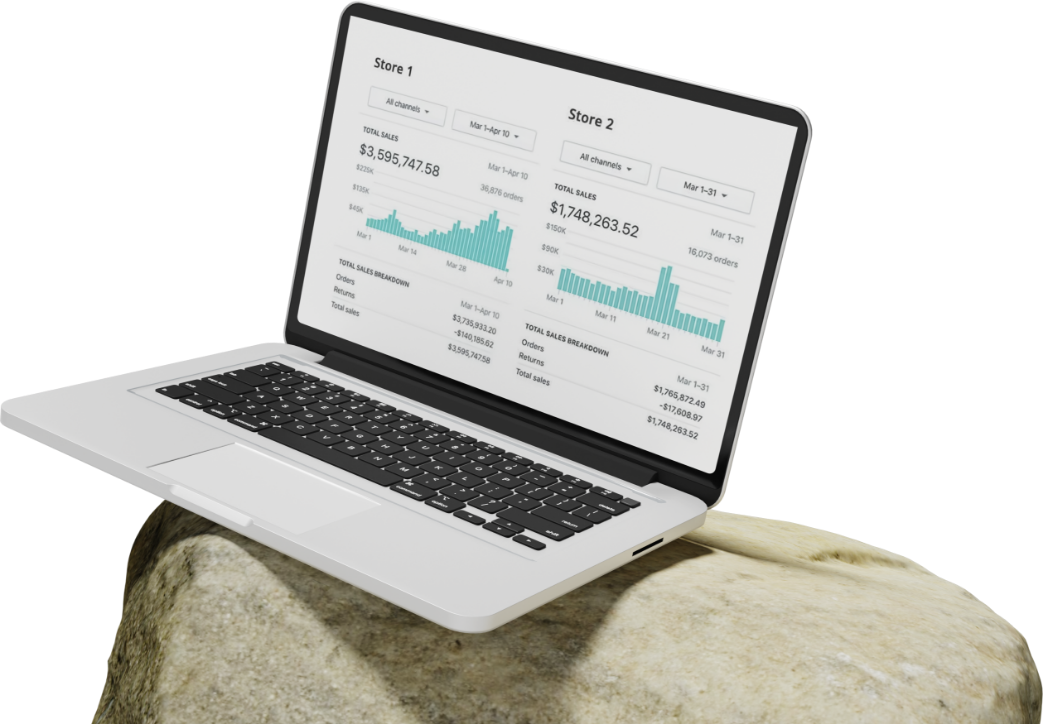 Store 1
All channels
Mar 1–Apr 10
TOTAL SALES
$3,595,747.58
Mar 1–Apr 10
36,876 orders
$225K
$135K
$45K
Mar 1
Mar 14
Mar 28
Apr 10
TOTAL SALES BREAKDOWN
Mar 1–Apr 10
Orders
$3,735,933.20
Returns
-$140,185.62
Total sales
$3,595,747.58
Store 2
All channels
Mar 1–31
TOTAL SALES
$1,748,263.52
Mar 1–31
16,073 orders
$150K
$90K
$30K
Mar 1
Mar 11
Mar 21
Mar 31
TOTAL SALES BREAKDOWN
Mar 1–31
Orders
$1,765,872.49
Returns
-$17,608.97
Total sales
$1,748,263.52